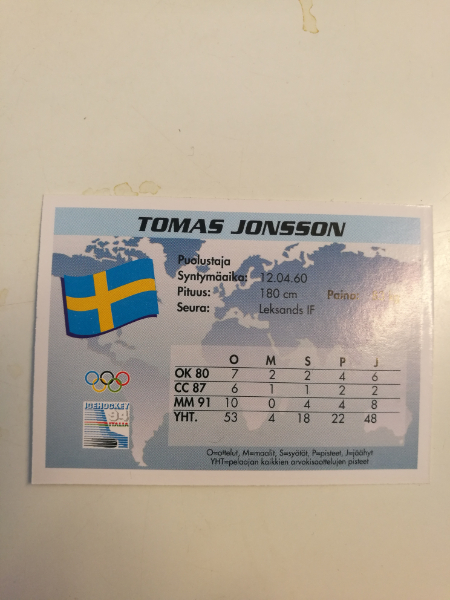 TOMAS JONSSON
Puolustaja
Syntymäaika: 12.04.60
Pituus: 180 cm Paino:
Seura: Leksands IF
O M S P J
OK 80 7 2 2 4 6
CC 87 6 1 1 2 2
MM 91 10 0 4 4 8
YHT. 53 4 18 22 48
ICEHOCKEY
94
ITALIA
O=ottelut, M=maalit, S=syötöt, P=pisteet, J=jäähyt
YHT=pelaajan kaikkien arvokisaottelujen pisteet